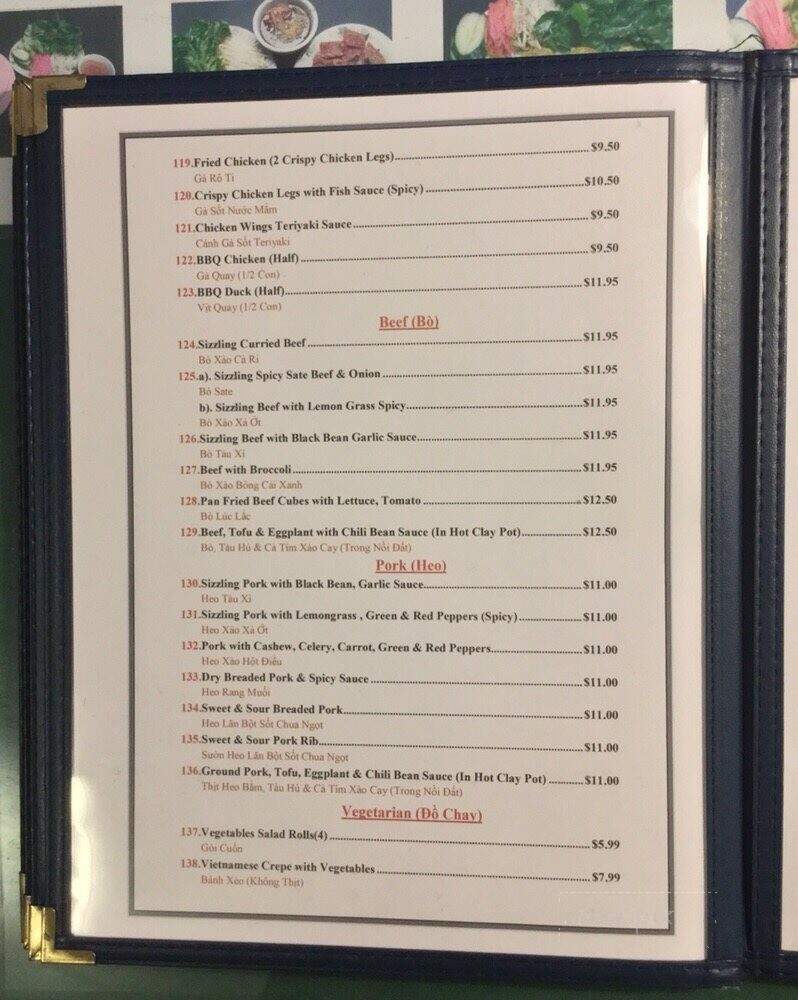 119.Fried Chicken (2 Crispy Chicken Legs)........$9.50
Gà Rô Ti
120.Crispy Chicken Legs with Fish Sauce (Spicy)........$10.50
Gà Sốt Nước Mắm
121.Chicken Wings Teriyaki Sauce........$9.50
Cánh Gà Sốt Teriyaki
122.BBQ Chicken (Half)........$9.50
Gà Quay (1/2 Con)
123.BBQ Duck (Half)........$11.95
Vịt Quay (1/2 Con)
Beef (Bò)
124.Sizzling Curried Beef........$11.95
Bò Xào Cà Ri
125.a). Sizzling Spicy Sate Beef & Onion........$11.95
Bò Sate
b). Sizzling Beef with Lemon Grass Spicy........$11.95
Bò Xào Xả Ớt
126.Sizzling Beef with Black Bean Garlic Sauce........$11.95
Bò Tàu Xì
127.Beef with Broccoli........$11.95
Bò Xào Bông Cải Xanh
128.Pan Fried Beef Cubes with Lettuce, Tomato........$12.50
Bò Lúc Lắc
129.Beef, Tofu & Eggplant with Chili Bean Sauce (In Hot Clay Pot)........$12.50
Bò, Tàu Hủ & Cà Tím Xào Cay (Trong Nồi Đất)
Pork (Heo)
130.Sizzling Pork with Black Bean, Garlic Sauce........$11.00
Heo Tàu Xì
131.Sizzling Pork with Lemongrass , Green & Red Peppers (Spicy)........$11.00
Heo Xào Xả Ớt
132.Pork with Cashew, Celery, Carrot, Green & Red Peppers........$11.00
Heo Xào Hột Điều
133.Dry Breaded Pork & Spicy Sauce........$11.00
Heo Rang Muối
134.Sweet & Sour Breaded Pork........$11.00
Heo Lăn Bột Sốt Chua Ngọt
135.Sweet & Sour Pork Rib........$11.00
Sườn Heo Lăn Bột Sốt Chua Ngọt
136.Ground Pork, Tofu, Eggplant & Chili Bean Sauce (In Hot Clay Pot)........$11.00
Thịt Heo Bằm, Tàu Hủ & Cà Tím Xào Cay (Trong Nồi Đất)
Vegetarian (Đồ Chay)
137.Vegetables Salad Rolls(4)........$5.99
Gỏi Cuốn
138.Vietnamese Crepe with Vegetables........$7.99
Bánh Xèo (Không Thịt)